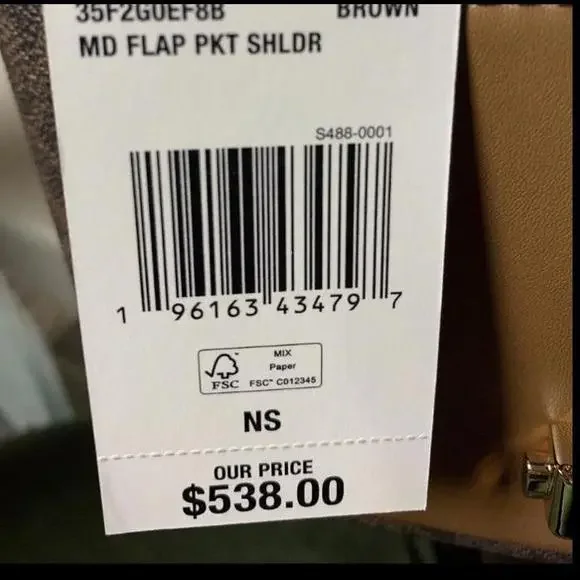 35F2G0EF8B BROWN
MD FLAP PKT SHLDR
S488-0001
1 96163 43479 7
FSC
MIX
Paper
FSC™ C012345
NS
OUR PRICE
$538.00